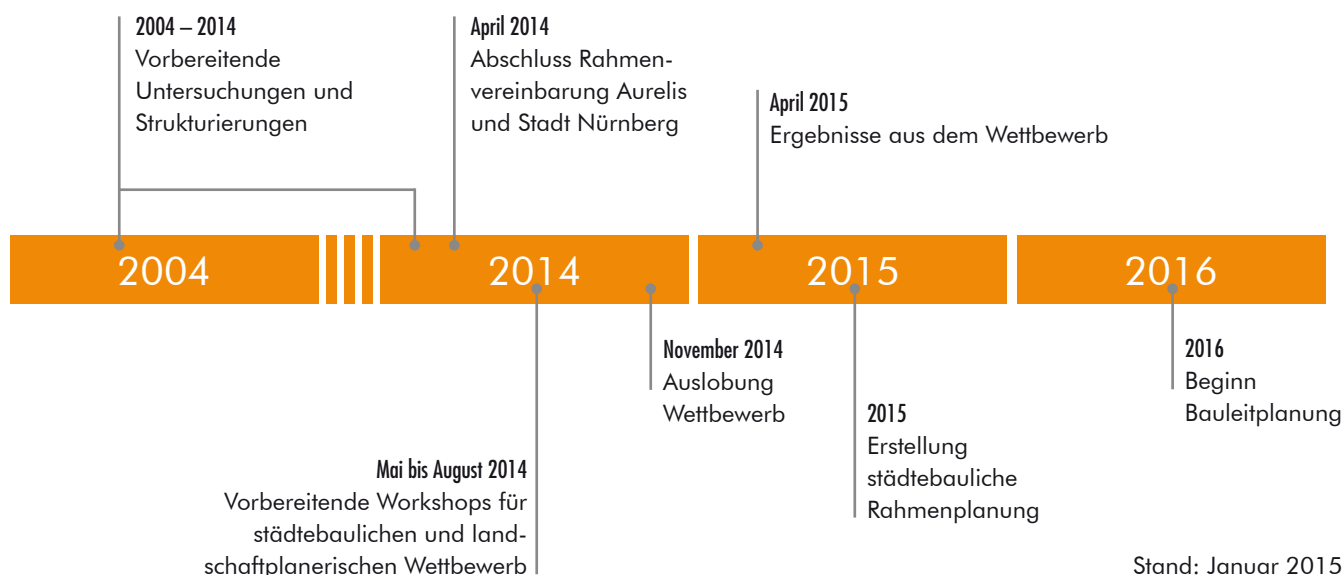 2004 – 2014
Vorbereitende
Untersuchungen und
Strukturierungen
April 2014
Abschluss Rahmen-
vereinbarung Aurelis
und Stadt Nürnberg
April 2015
Ergebnisse aus dem Wettbewerb
2004
2014
2015
2016
Mai bis August 2014
Vorbereitende Workshops für
städtebaulichen und land-
schaftplanerischen Wettbewerb
November 2014
Auslobung
Wettbewerb
2015
Erstellung
städtebauliche
Rahmenplanung
2016
Beginn
Bauleitplanung
Stand: Januar 2015